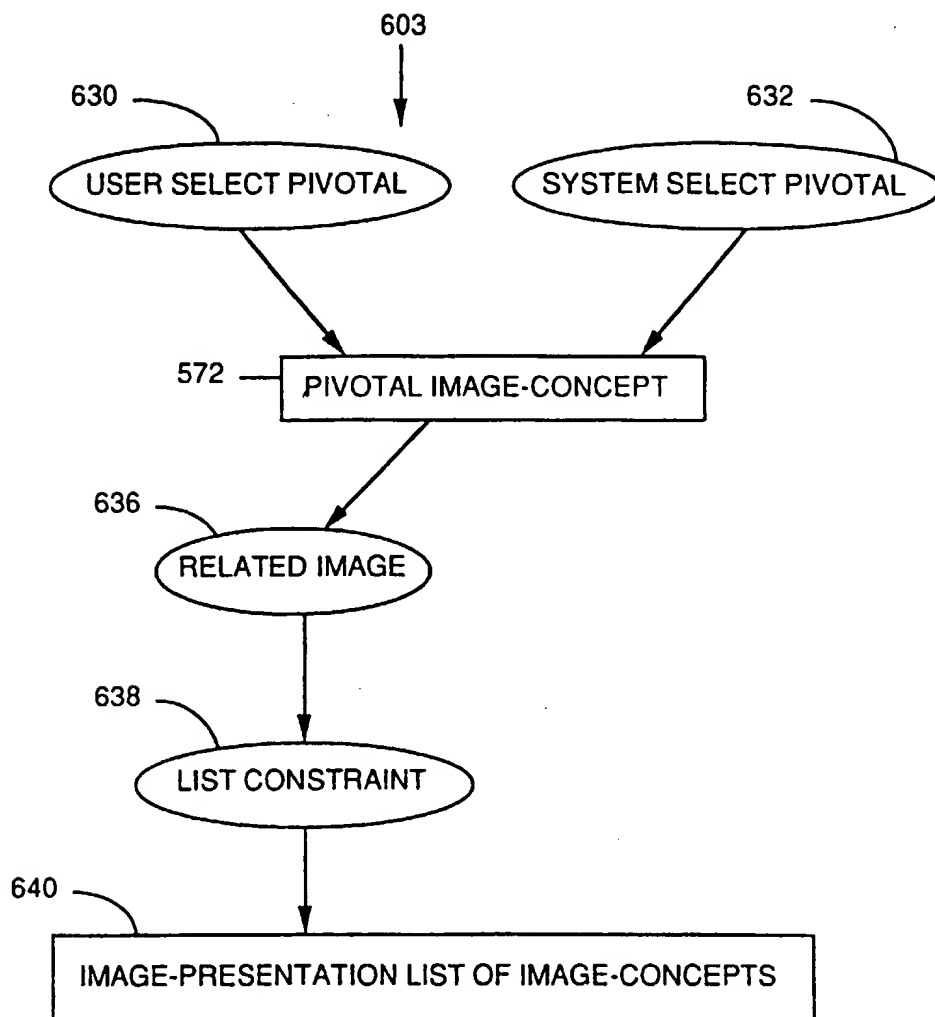 603
630
632
USER SELECT PIVOTAL
SYSTEM SELECT PIVOTAL
572
PIVOTAL IMAGE-CONCEPT
636
RELATED IMAGE
638
LIST CONSTRAINT
640
IMAGE-PRESENTATION LIST OF IMAGE-CONCEPTS